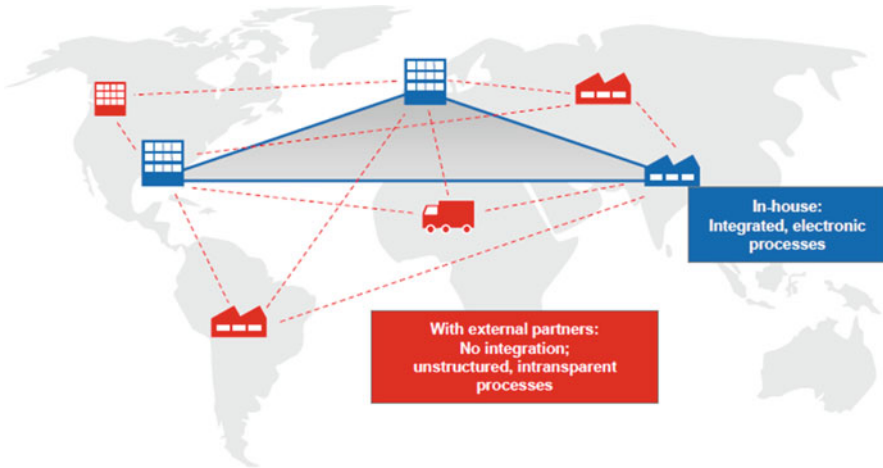 In-house:
Integrated, electronic
processes
With external partners:
No integration;
unstructured, intransparent
processes